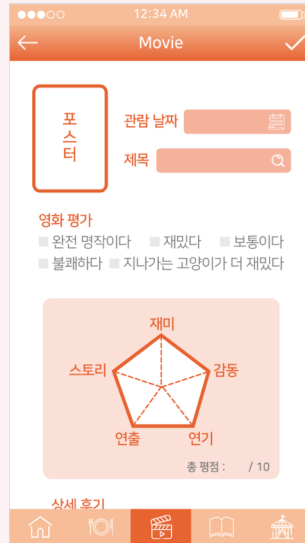 12:34 AM
Movie
포스터
관람 날짜
제목
영화 평가
완전 명작이다 재밌다 보통이다
불쾌하다 지나가는 고양이가 더 재밌다
재미
스토리 감동
연출 연기
총 평점 : / 10
상세 후기